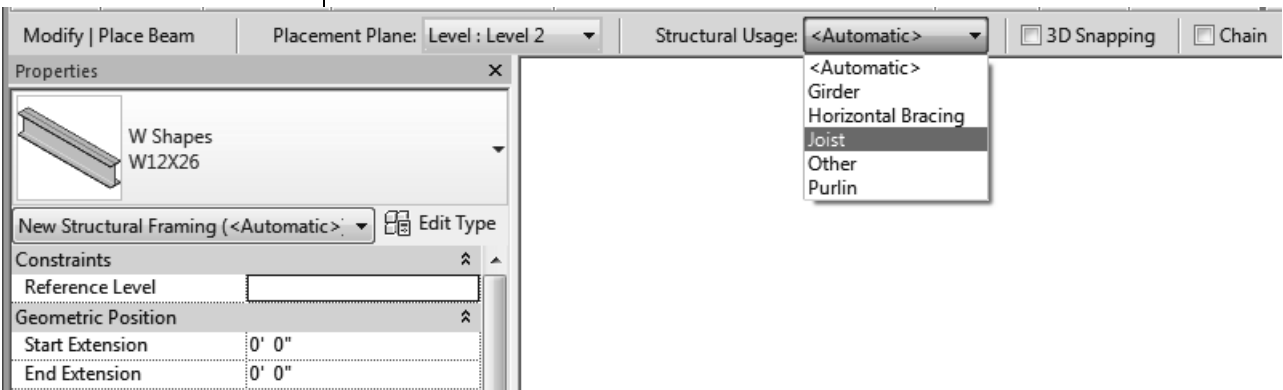 Modify | Place Beam Placement Plane: Level : Level 2 Structural Usage: <Automatic> 3D Snapping Chain
Properties
<Automatic>
Girder
Horizontal Bracing
Joist
Other
Purlin
W Shapes
W12X26
New Structural Framing (<Automatic>) Edit Type
Constraints
Reference Level
Geometric Position
Start Extension 0' 0"
End Extension 0' 0"